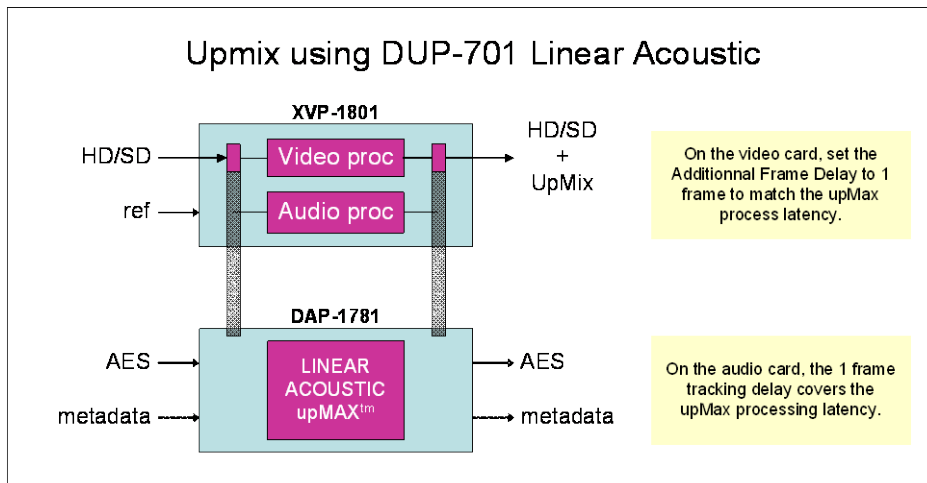 Upmix using DUP-701 Linear Acoustic
XVP-1801
HD/SD
Video proc
HD/SD
+
UpMix
ref
Audio proc
On the video card, set the
Additionnal Frame Delay to 1
frame to match the upMax
process latency.
DAP-1781
AES
LINEAR
ACOUSTIC
upMAX™
AES
metadata
metadata
On the audio card, the 1 frame
tracking delay covers the
upMax processing latency.